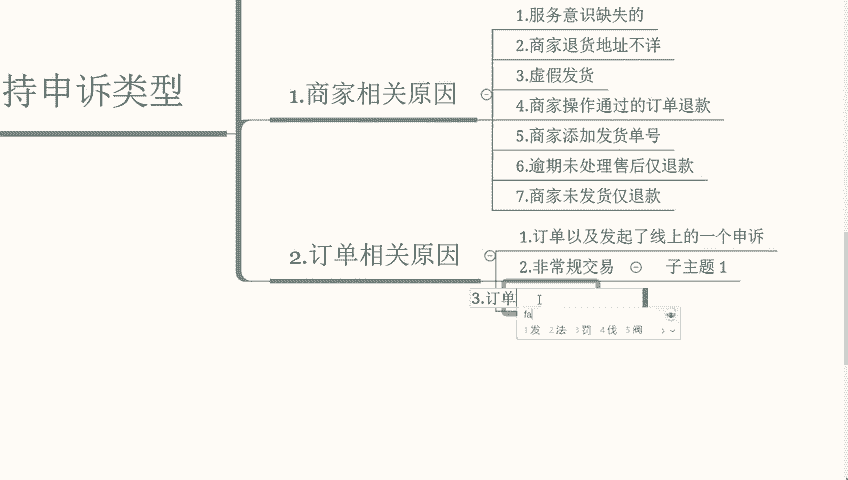 持申诉类型
1.商家相关原因
1.服务意识缺失的
2.商家退货地址不详
3.虚假发货
4.商家操作通过的订单退款
5.商家添加发货单号
6.逾期未处理售后仅退款
7.商家未发货仅退款
2.订单相关原因
1.订单以及发起了线上的一个申诉
2.非常规交易
子主题 1
3.订单
fa
1 发 2 法 3 罚 4 伐 5 阀